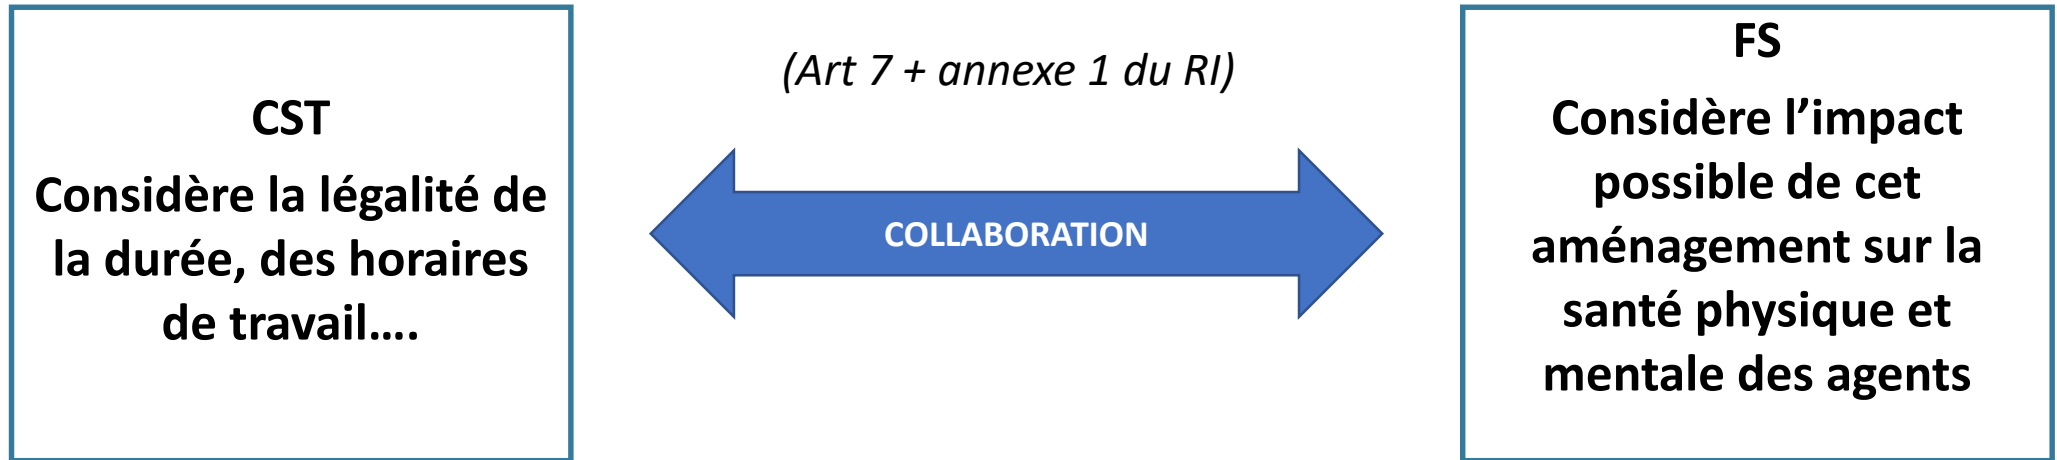 CST
Considère la légalité de
la durée, des horaires
de travail….
(Art 7 + annexe 1 du RI)
COLLABORATION
FS
Considère l’impact
possible de cet
aménagement sur la
santé physique et
mentale des agents